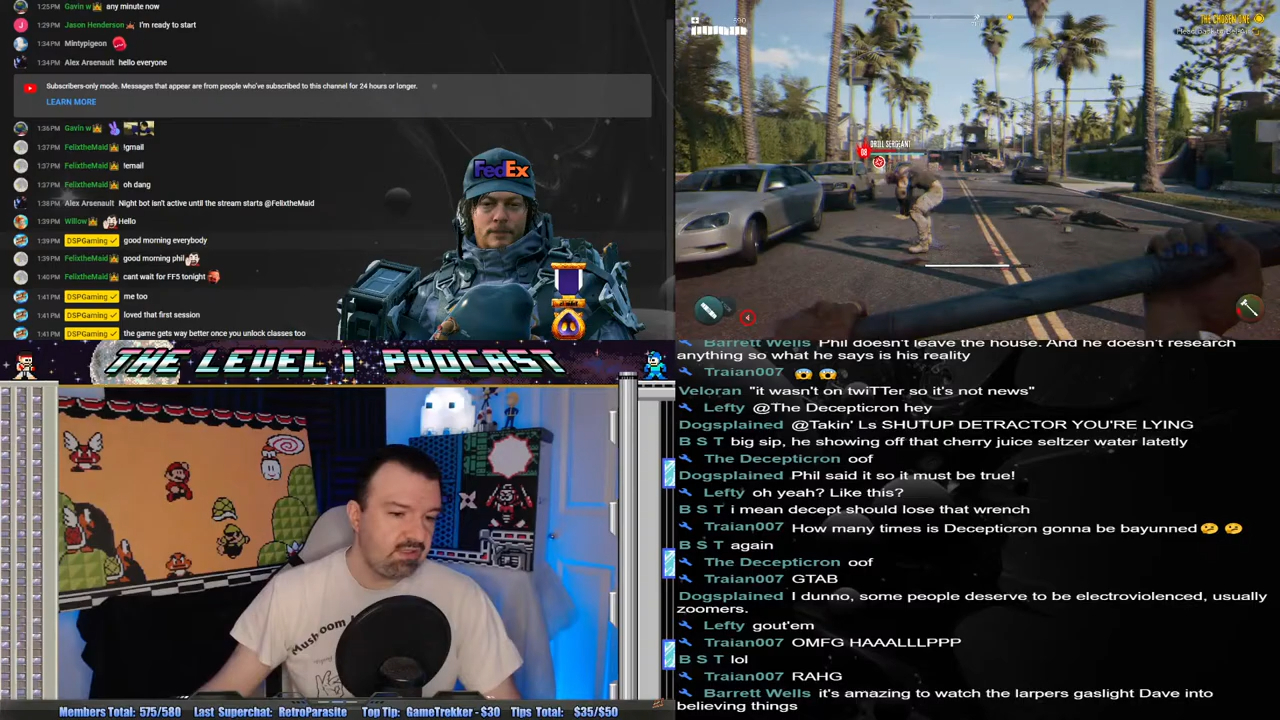 1:25PM Gavin w any minute now
1:29PM Jason Henderson I'm ready to start
1:34PM Mintypigeon
1:34PM Alex Arsenault hello everyone
Subscribers-only mode. Messages that appear are from people who've subscribed to this channel for 24 hours or longer.
LEARN MORE
1:36PM Gavin w
1:37PM FelixtheMaid !gmail
1:37PM FelixtheMaid !email
1:37PM FelixtheMaid oh dang
1:38PM Alex Arsenault Night bot isn't active until the stream starts @FelixtheMaid
1:39PM Willow Hello
1:39PM DSPGaming good morning everybody
1:39PM FelixtheMaid good morning phil
1:40PM FelixtheMaid cant wait for FF5 tonight
1:41PM DSPGaming me too
1:41PM DSPGaming loved that first session
1:41PM DSPGaming the game gets way better once you unlock classes too
FedEx
590
THE CHOSEN ONE
Head back to Bel-Air
08 DRILL SERGEANT
THE LEVEL 1 PODCAST
Mushroom
Members Total: 575/580 Last Superchat: RetroParasite Top Tip: GameTrekker - $30 Tips Total: $35/$50
Barrett Wells Phil doesn't leave the house. And he doesn't research
anything so what he says is his reality
Traian007
Veloran "it wasn't on twiTTer so it's not news"
Lefty @The Decepticron hey
Dogsplained @Takin' Ls SHUTUP DETRACTOR YOU'RE LYING
B S T big sip, he showing off that cherry juice seltzer water latetly
The Decepticron oof
Dogsplained Phil said it so it must be true!
Lefty oh yeah? Like this?
B S T i mean decept should lose that wrench
Traian007 How many times is Decepticron gonna be bayunned
B S T again
The Decepticron oof
Traian007 GTAB
Dogsplained I dunno, some people deserve to be electroviolenced, usually
zoomers.
Lefty gout'em
Traian007 OMFG HAAALLLPPP
B S T lol
Traian007 RAHG
Barrett Wells it's amazing to watch the larpers gaslight Dave into
believing things